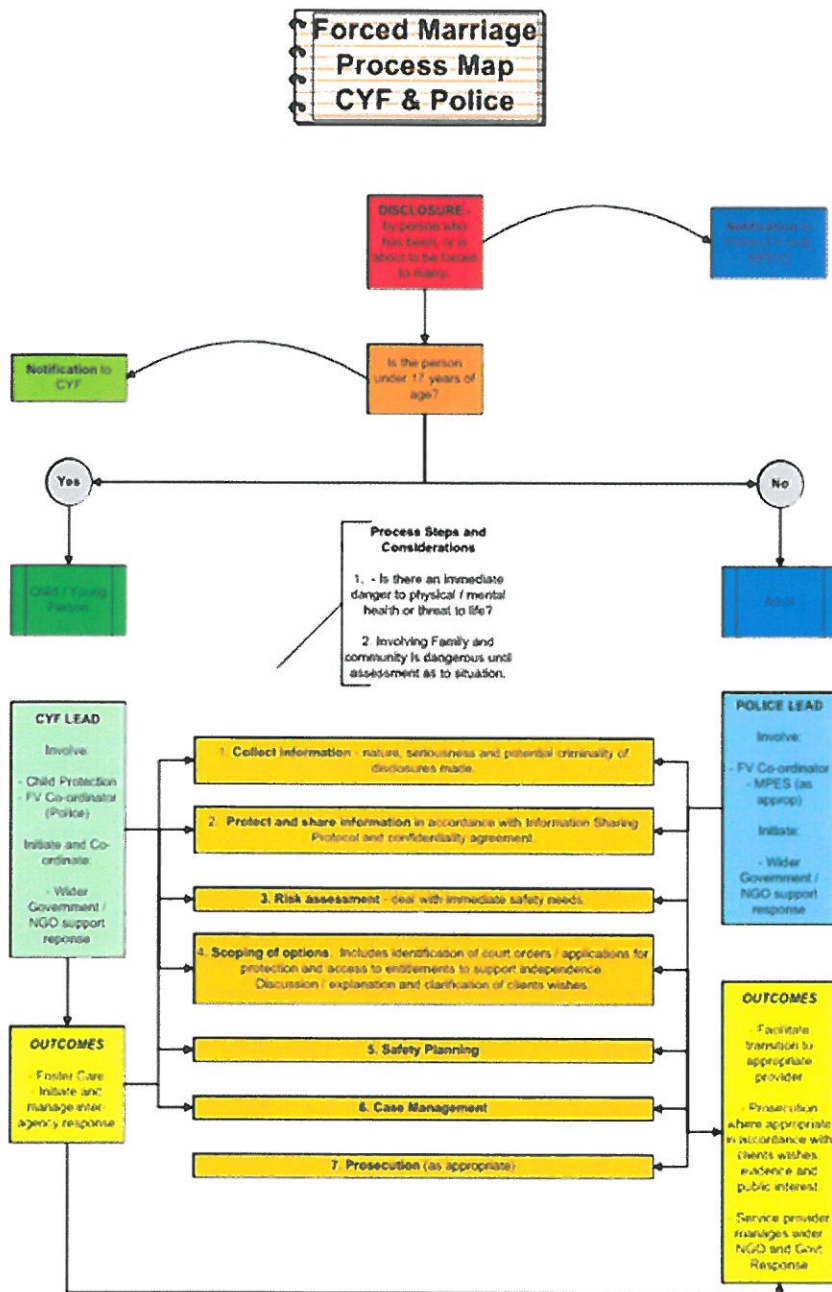 Forced Marriage
Process Map
CYF & Police
DISCLOSURE -
by person who
has been, or is
about to be forced
to marry.
Notification to
Notification to
CYF
Is the person
under 17 years of
age?
Yes
No
Process Steps and
Considerations
1. - Is there an immediate
danger to physical / mental
health or threat to life?
2. Involving Family and
community Is dangerous until
assessment as to situation.
Child / Young
Person
Adult
CYF LEAD
Involve:
- Child Protection
- FV Co-ordinator
(Police)
Initiate and Co-
ordinate:
- Wider
Government /
NGO support
reponse
POLICE LEAD
Involve:
- FV Co-ordinator
- MPES (as
approp)
Initiate:
- Wider
Government /
NGO support
response
1. Collect information - nature, seriousness and potential criminality of
disclosures made.
2. Protect and share information in accordance with Information Sharing
Protocol and confidentiality agreement.
3. Risk assessment - deal with immediate safety needs.
4. Scoping of options. Includes identification of court orders / applications for
protection and access to entitlements to support independence.
Discussion / explanation and clarification of clients wishes.
5. Safety Planning
6. Case Management
7. Prosecution (as appropriate)
OUTCOMES
- Foster Care
- Initiate and
manage inter-
agency response
OUTCOMES
- Facilitate
transition to
appropriate
provider
- Prosecution
where appropriate
in accordance with
clients wishes,
evidence and
public interest
- Service provider
manages wider
NGO and Govt
Response